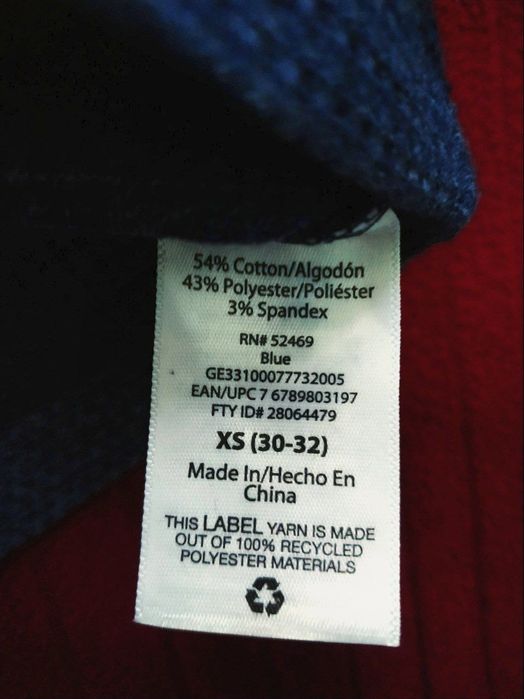 54% Cotton/Algodón
43% Polyester/Poliéster
3% Spandex
RN# 52469
Blue
GE33100077732005
EAN/UPC 7 6789803197
FTY ID# 28064479
XS (30-32)
Made In/Hecho En
China
THIS LABEL YARN IS MADE
OUT OF 100% RECYCLED
POLYESTER MATERIALS